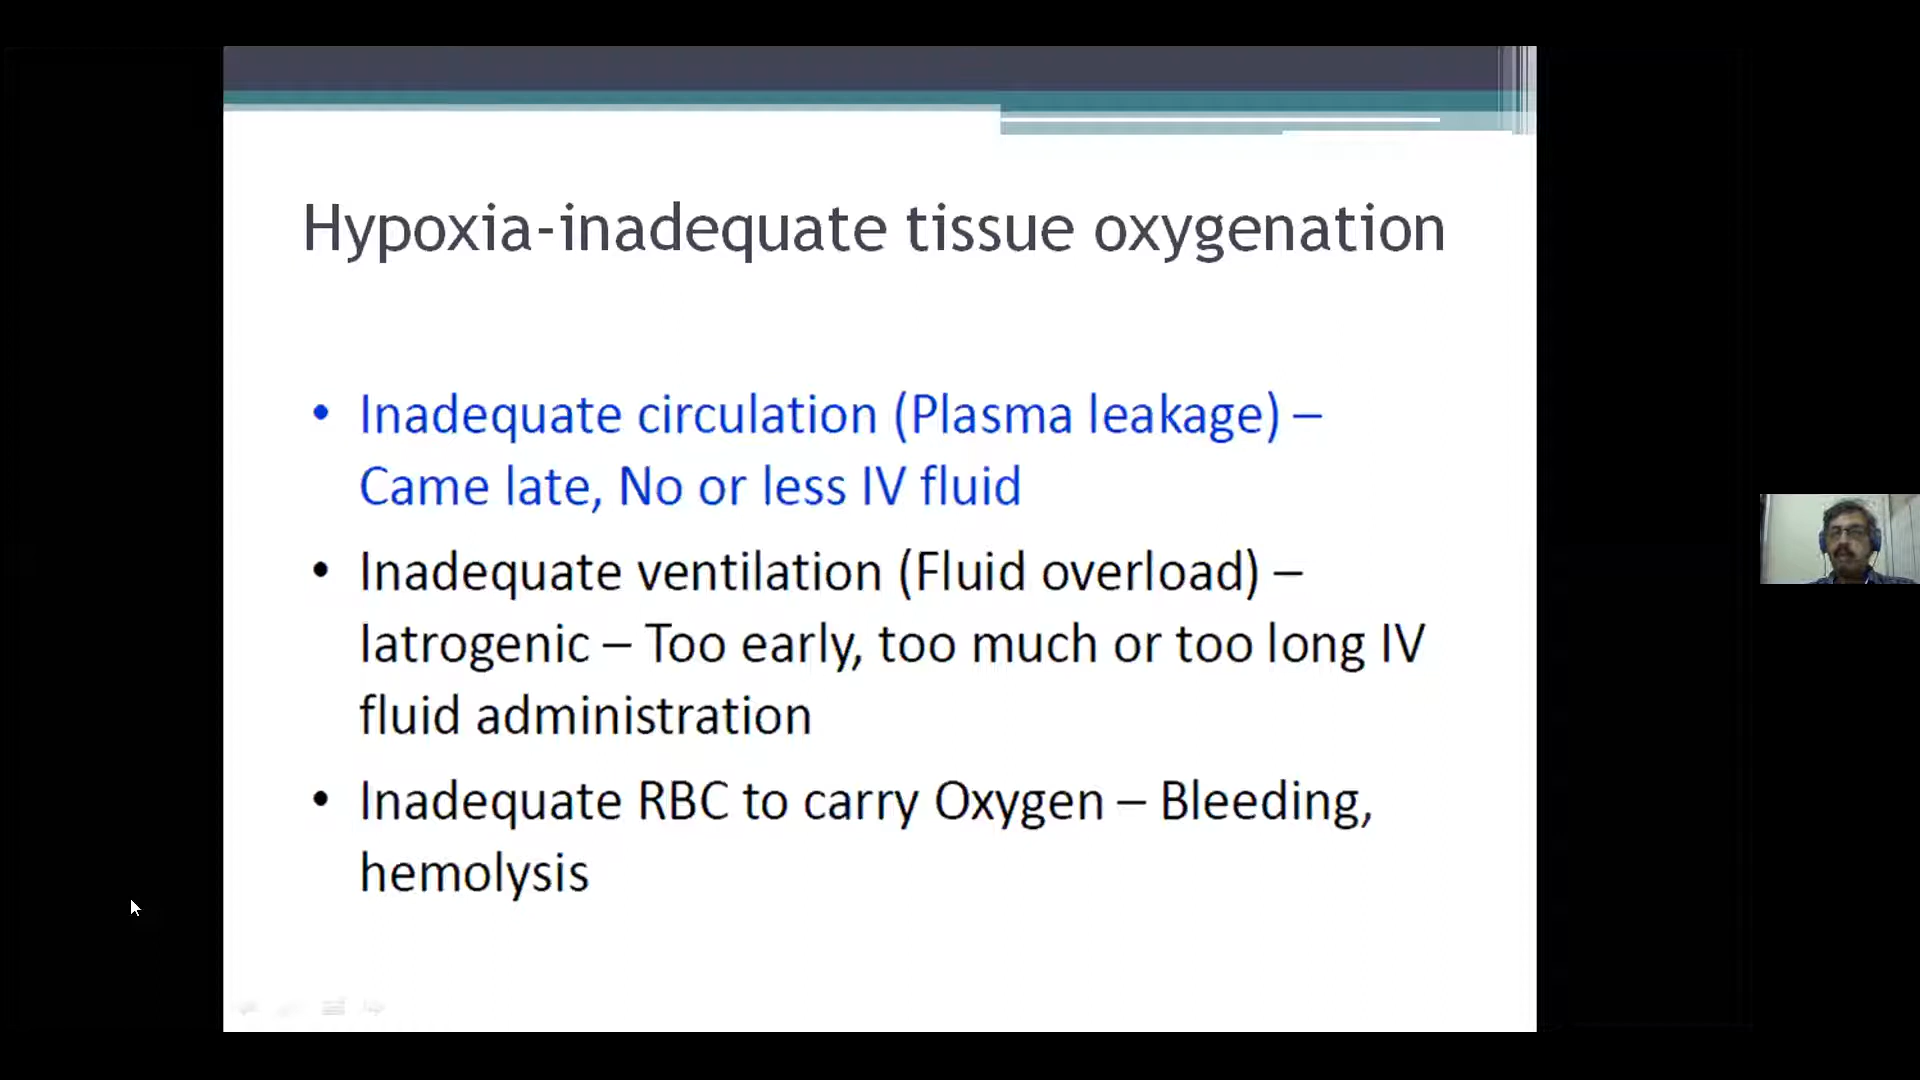 Hypoxia-inadequate tissue oxygenation
• Inadequate circulation (Plasma leakage) –
Came late, No or less IV fluid
• Inadequate ventilation (Fluid overload) –
Iatrogenic – Too early, too much or too long IV
fluid administration
• Inadequate RBC to carry Oxygen – Bleeding,
hemolysis